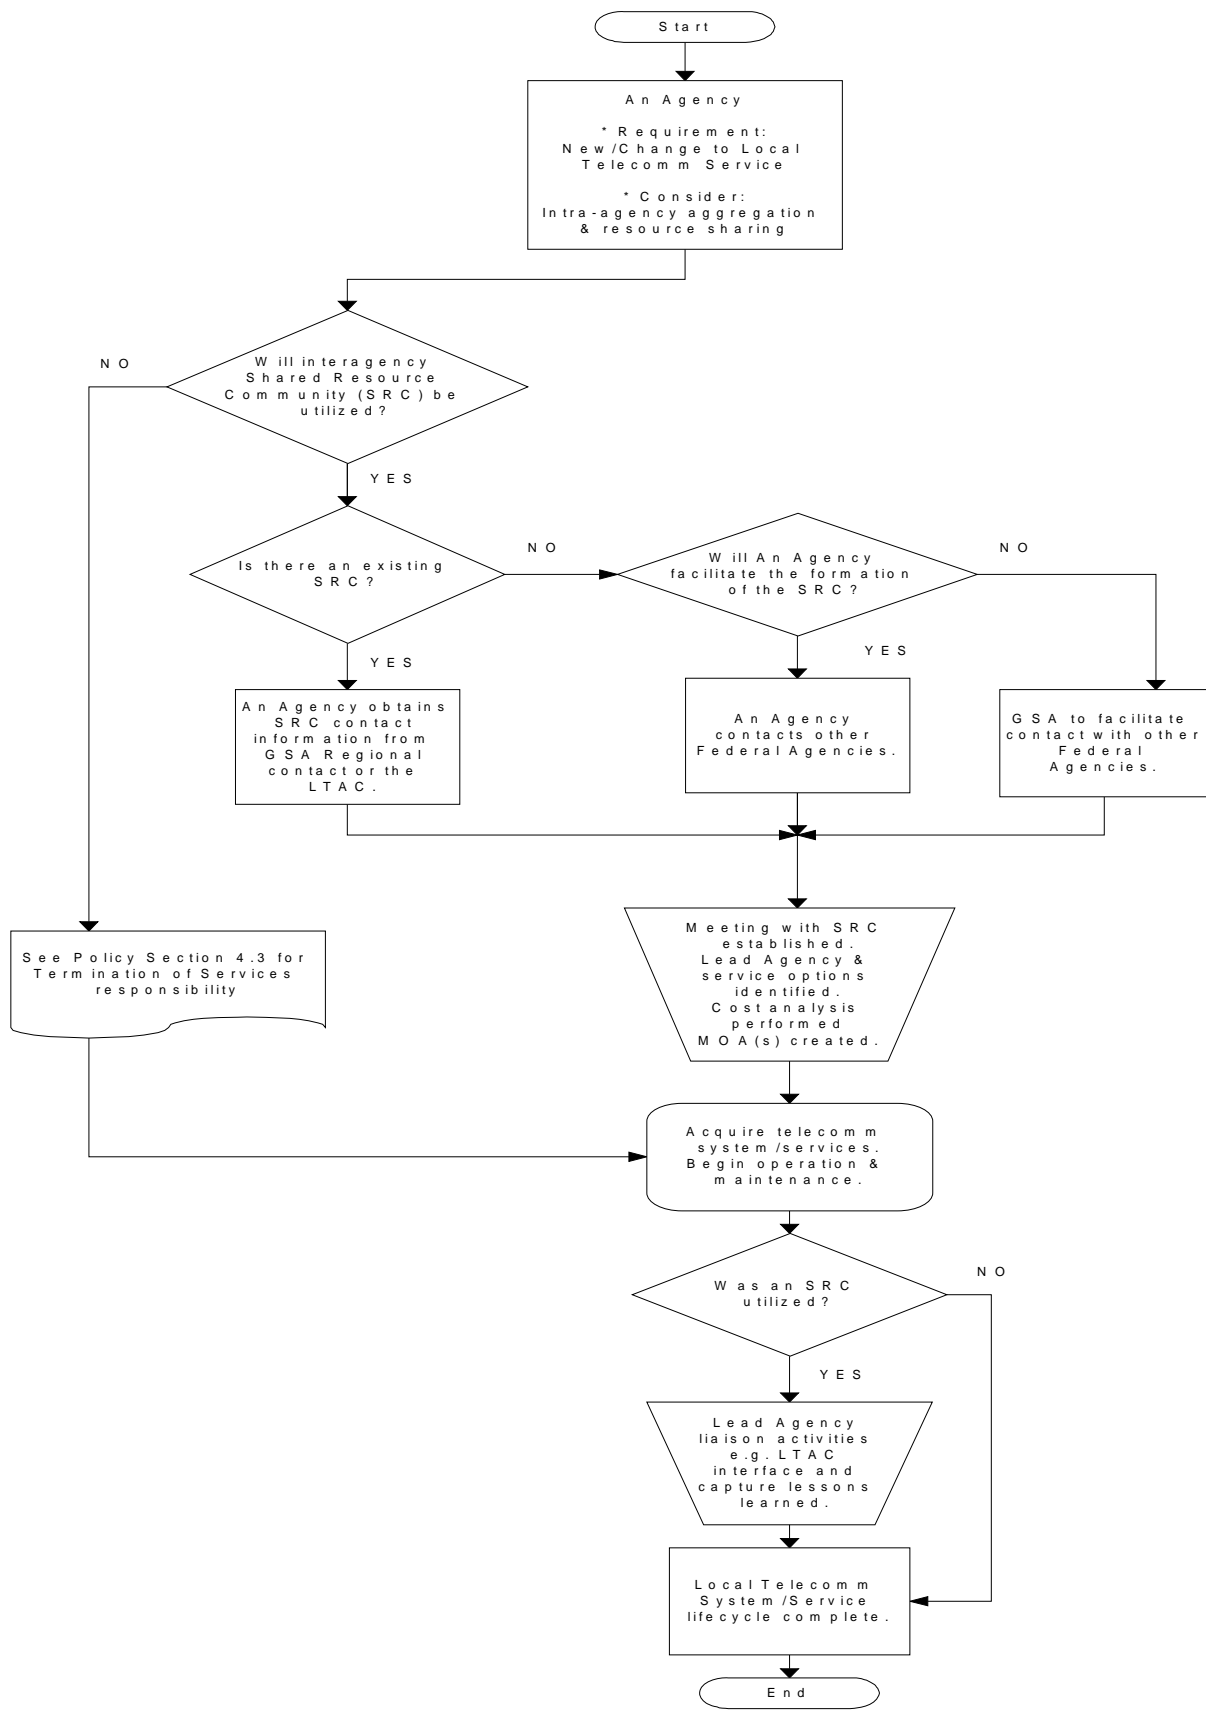 Start
An Agency
* Requirement:
New/Change to Local
Telecomm Service
* Consider:
Intra-agency aggregation
& resource sharing
NO
Will interagency
Shared Resource
Community (SRC) be
utilized?
YES
Is there an existing
SRC?
NO
Will An Agency
facilitate the formation
of the SRC?
NO
YES
YES
An Agency obtains
SRC contact
information from
GSA Regional
contact or the
LTAC.
An Agency
contacts other
Federal Agencies.
GSA to facilitate
contact with other
Federal
Agencies.
See Policy Section 4.3 for
Termination of Services
responsibility
Meeting with SRC
established.
Lead Agency &
service options
identified.
Cost analysis
performed
MOA(s) created.
Acquire telecomm
system/services.
Begin operation &
maintenance.
Was an SRC
utilized?
NO
YES
Lead Agency
liaison activities
e.g. LTAC
interface and
capture lessons
learned.
Local Telecomm
System/Service
lifecycle complete.
End